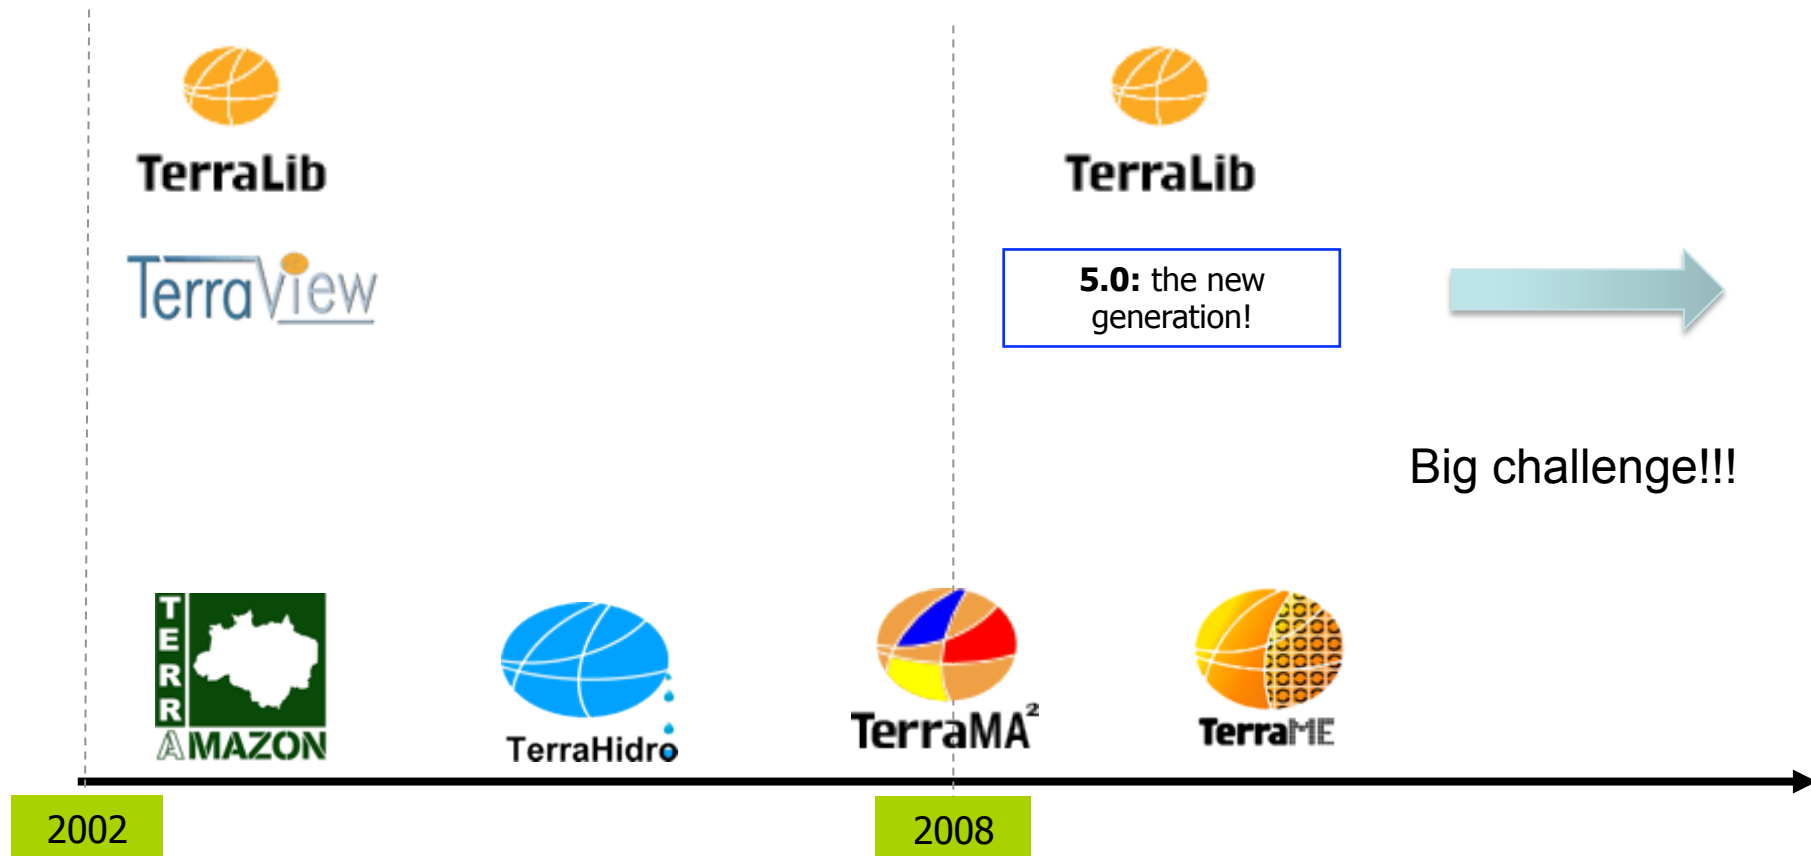 TerraLib
TerraLib
TerraView
5.0: the new
generation!
Big challenge!!!
TERR
AMAZON
TerraHidro
TerraMA²
TerraME
2002
2008